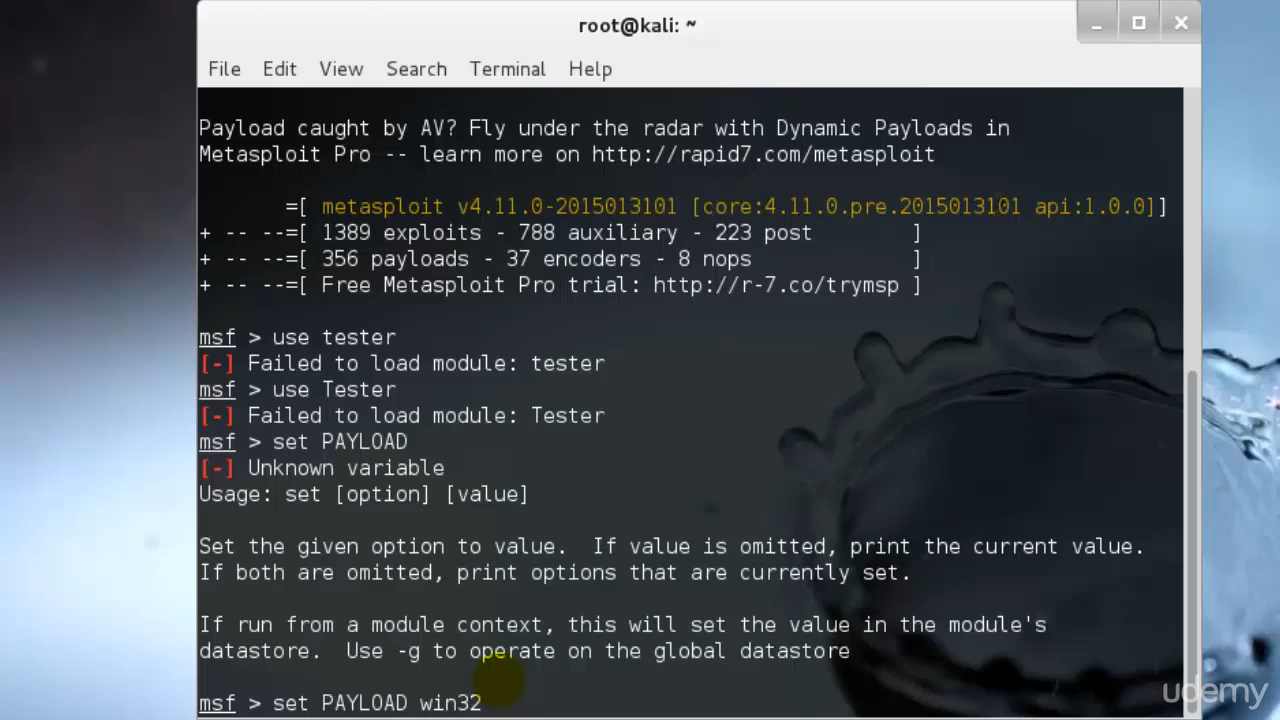 root@kali: ~
File Edit View Search Terminal Help
Payload caught by AV? Fly under the radar with Dynamic Payloads in
Metasploit Pro -- learn more on http://rapid7.com/metasploit
=[ metasploit v4.11.0-2015013101 [core:4.11.0.pre.2015013101 api:1.0.0]]
+ -- --=[ 1389 exploits - 788 auxiliary - 223 post ]
+ -- --=[ 356 payloads - 37 encoders - 8 nops ]
+ -- --=[ Free Metasploit Pro trial: http://r-7.co/trymsp ]
msf > use tester
[-] Failed to load module: tester
msf > use Tester
[-] Failed to load module: Tester
msf > set PAYLOAD
[-] Unknown variable
Usage: set [option] [value]
Set the given option to value.  If value is omitted, print the current value.
If both are omitted, print options that are currently set.
If run from a module context, this will set the value in the module's
datastore.  Use -g to operate on the global datastore
msf > set PAYLOAD win32
udemy